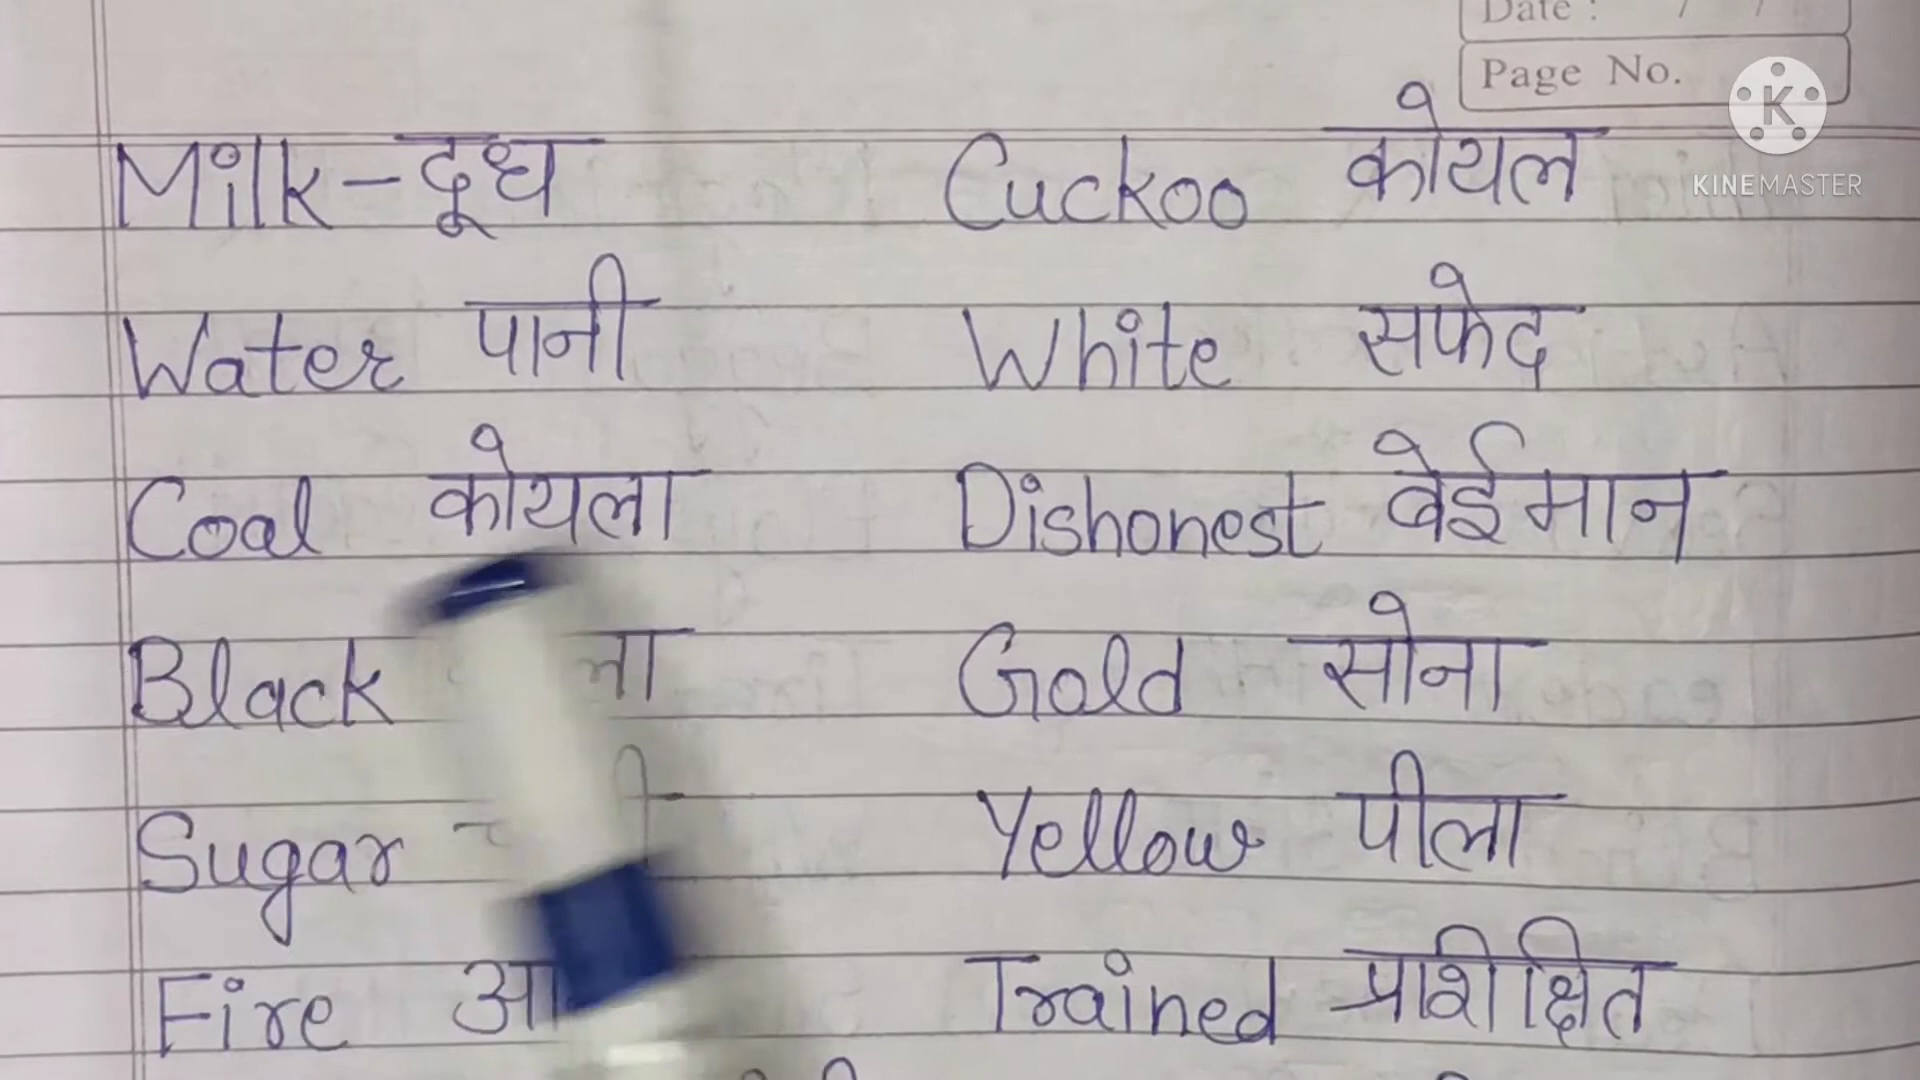 Date : / /
Page No.
KINEMASTER
Milk - दूध Cuckoo कोयल
Water पानी White सफेद
Coal कोयला Dishonest बेईमान
Black Gold सोना
Sugar Yellow पीला
Fire Trained प्रशिक्षित